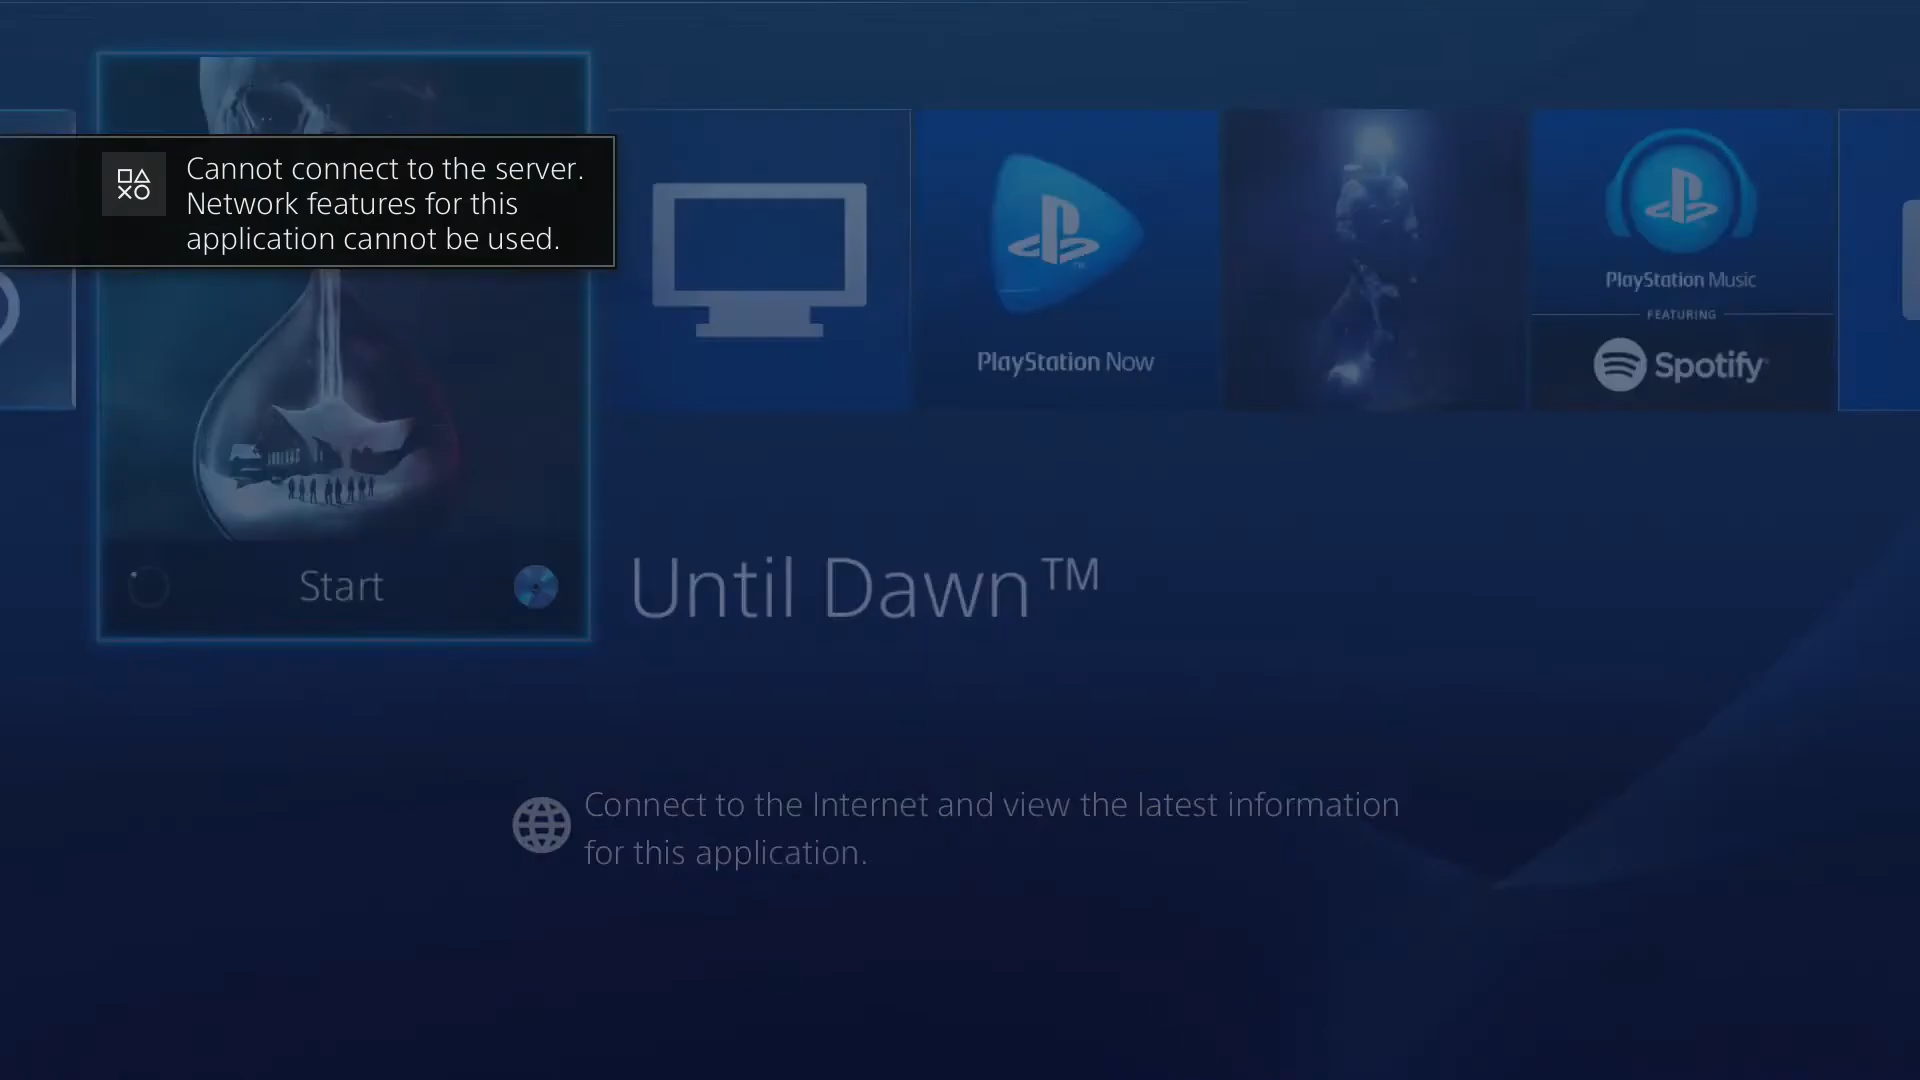 Cannot connect to the server.
Network features for this
application cannot be used.
PlayStation Now
PlayStation Music
FEATURING
Spotify
Start
Until Dawn™
Connect to the Internet and view the latest information
for this application.